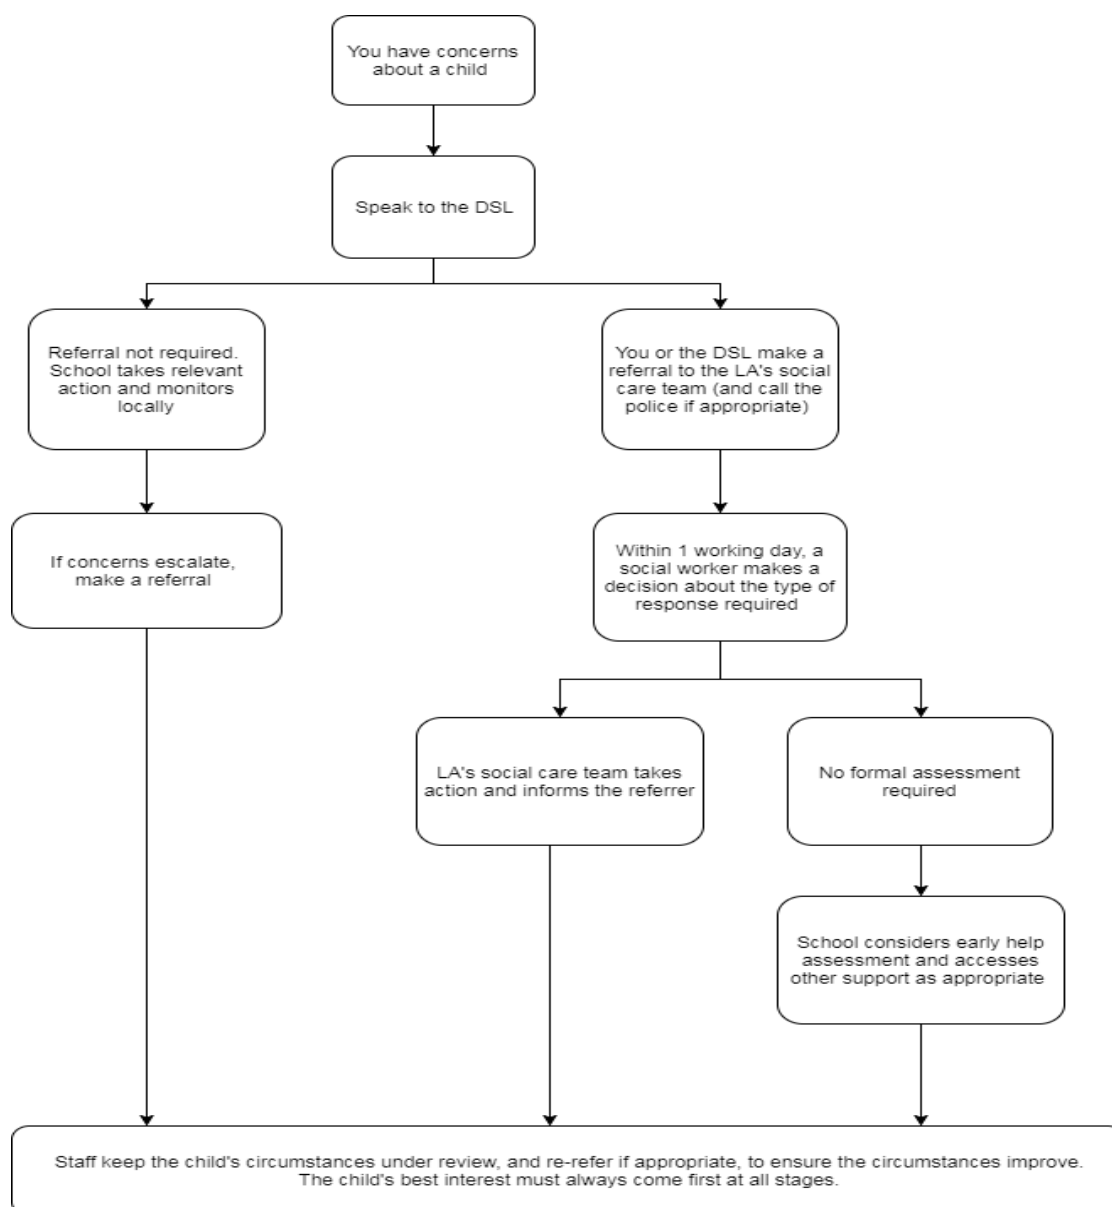 You have concerns
about a child
Speak to the DSL
Referral not required.
School takes relevant
action and monitors
locally
You or the DSL make a
referral to the LA's social
care team (and call the
police if appropriate)
If concerns escalate,
make a referral
Within 1 working day, a
social worker makes a
decision about the type of
response required
LA's social care team takes
action and informs the referrer
No formal assessment
required
School considers early help
assessment and accesses
other support as appropriate
Staff keep the child's circumstances under review, and re-refer if appropriate, to ensure the circumstances improve.
The child's best interest must always come first at all stages.